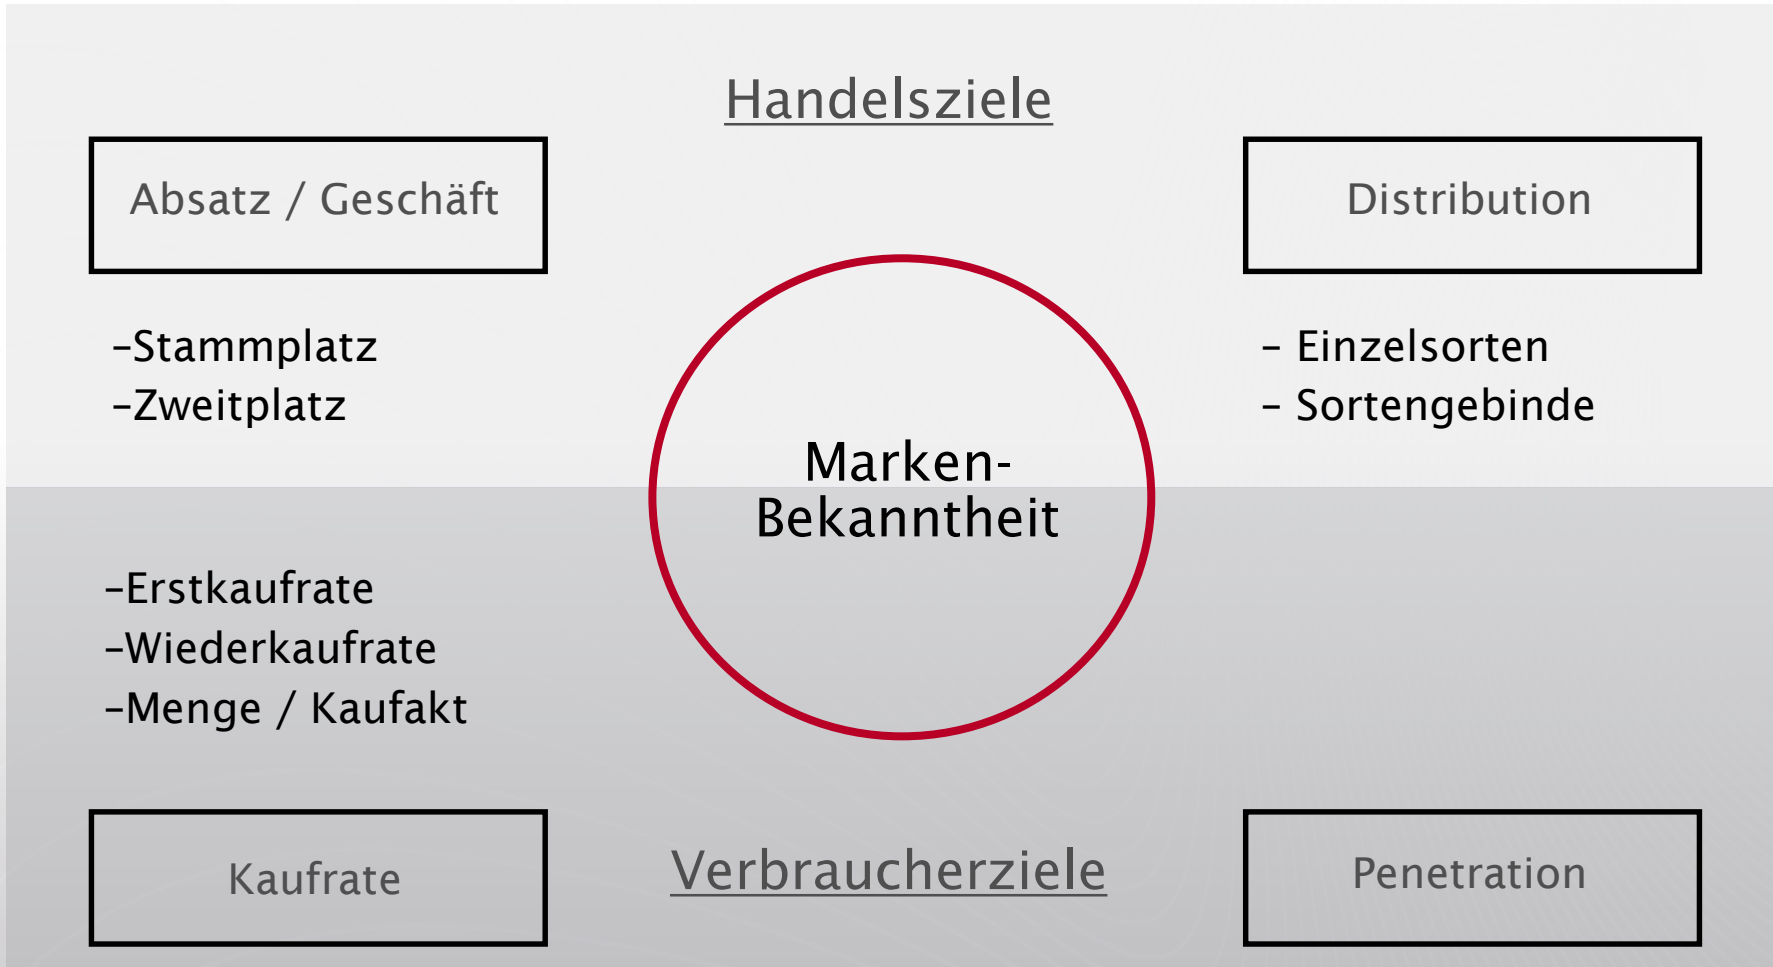 Handelsziele
Absatz / Geschäft
Distribution
-Stammplatz
-Zweitplatz
- Einzelsorten
- Sortengebinde
Marken-
Bekanntheit
-Erstkaufrate
-Wiederkaufrate
-Menge / Kaufakt
Kaufrate
Verbraucherziele
Penetration